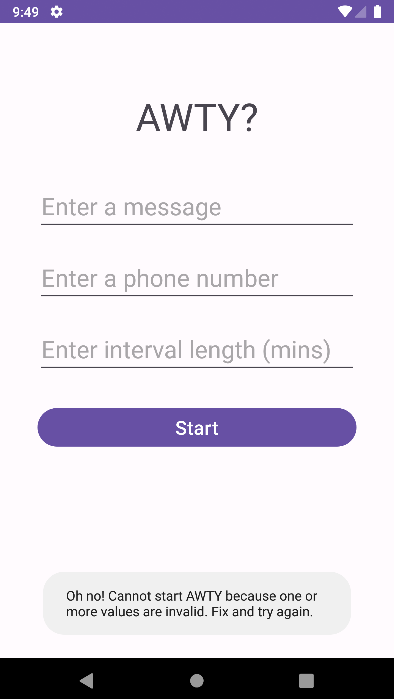 9:49
AWTY?
Enter a message
Enter a phone number
Enter interval length (mins)
Start
Oh no! Cannot start AWTY because one or
more values are invalid. Fix and try again.